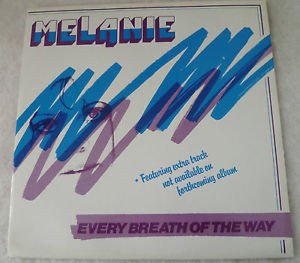 MELANIE
• Featuring extra track
not available on
forthcoming album
EVERY BREATH OF THE WAY